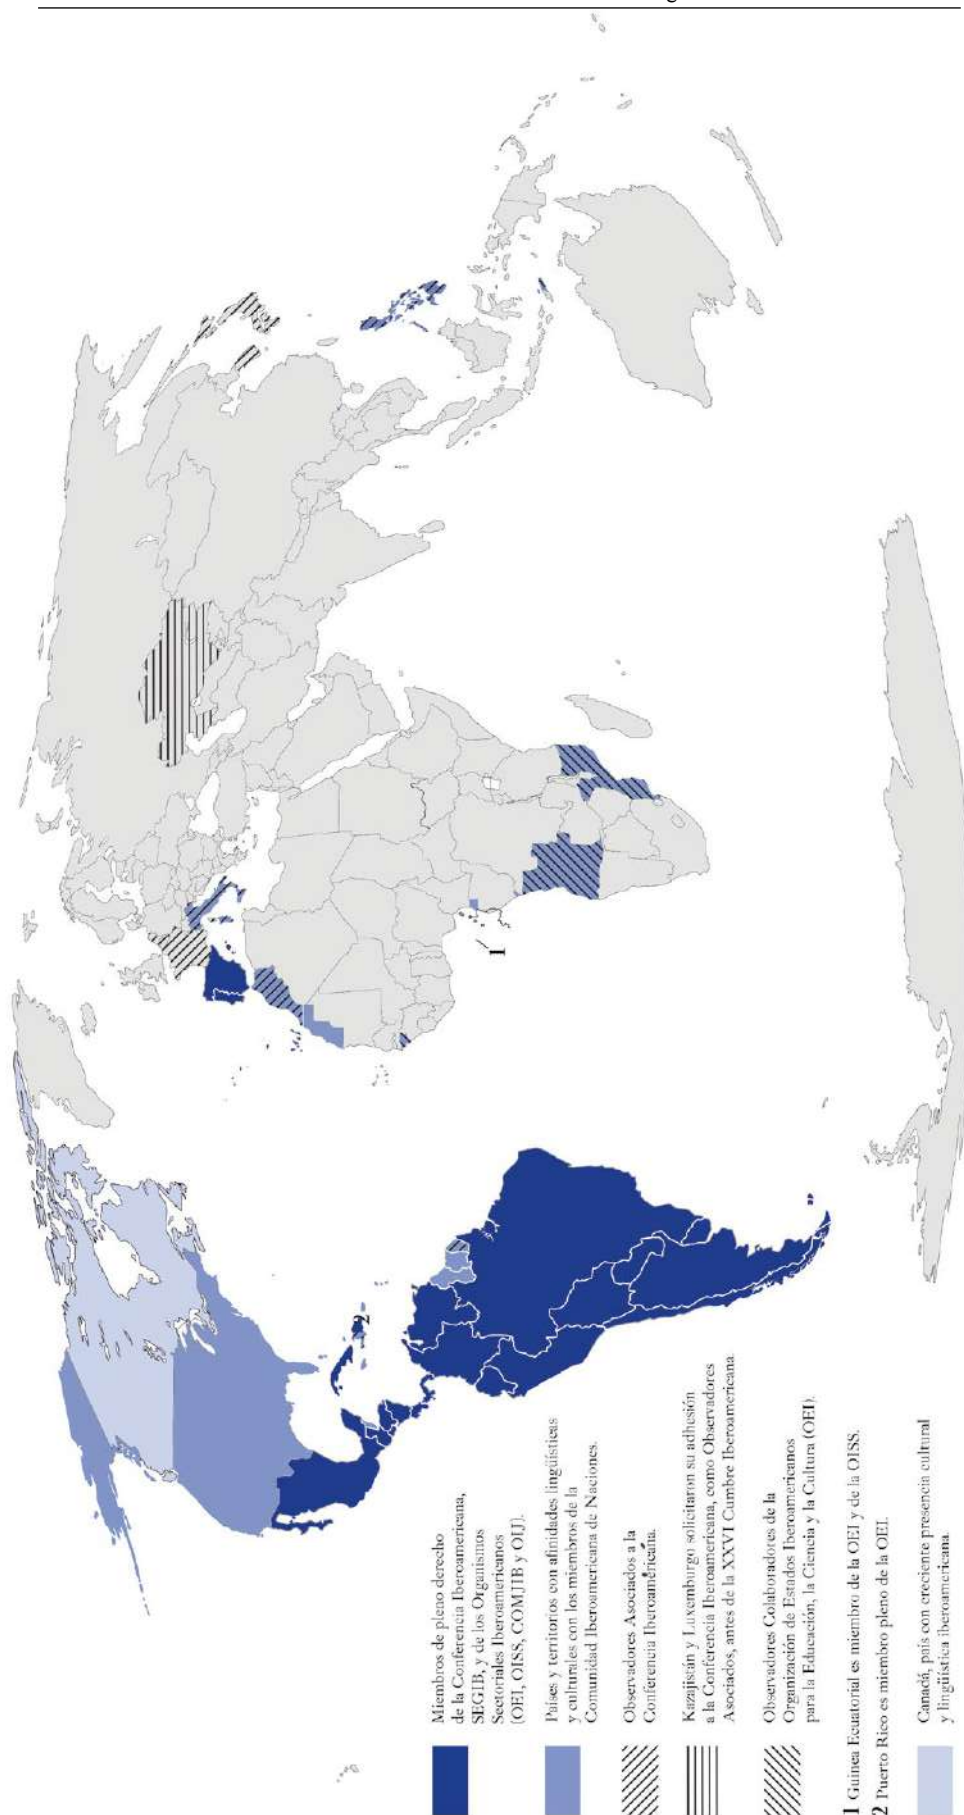 Miembros de pleno derecho
de la Conferencia Iberoamericana,
SEGIB, y de los Organismos
Sectoriales Iberoamericanos
(OEI, OISS, COMJIB y OIJ).
Países y territorios con afinidades lingüísticas
y culturales con los miembros de la
Comunidad Iberoamericana de Naciones.
Observadores Asociados a la
Conferencia Iberoaméricana.
Kazajistán y Luxemburgo solicitaron su adhesión
a la Conferencia Iberoamericana, como Observadores
Asociados, antes de la XXVI Cumbre Iberoamericana.
Observadores Colaboradores de la
Organización de Estados Iberoamericanos
para la Educación, la Ciencia y la Cultura (OEI).
1 Guinea Ecuatorial es miembro de la OEI y de la OISS.
2 Puerto Rico es miembro pleno de la OEI.
Canadá, país con creciente presencia cultural
y lingüística iberoamericana.
1
2